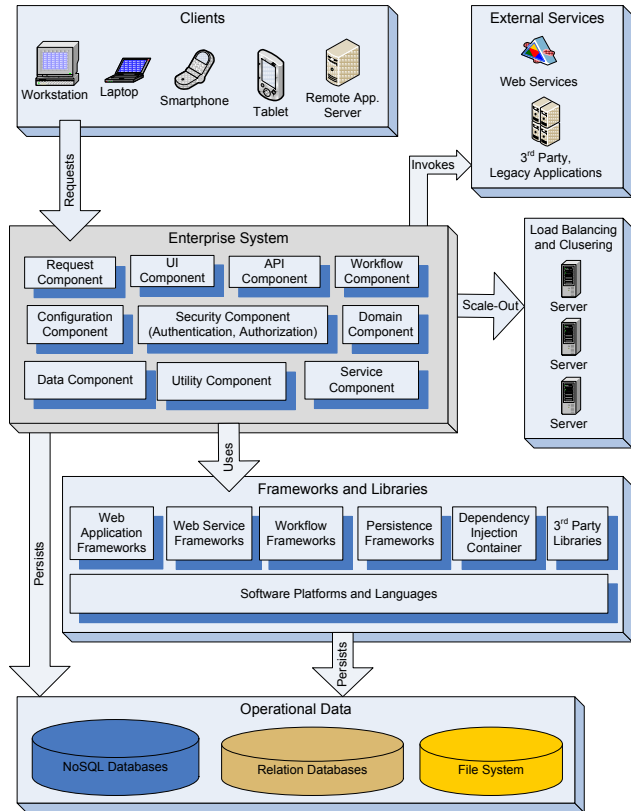 Clients
Workstation
Laptop
Smartphone
Tablet
Remote App.
Server
External Services
Web Services
3rd Party,
Legacy Applications
Requests
Invokes
Enterprise System
Request
Component
UI
Component
API
Component
Workflow
Component
Configuration
Component
Security Component
(Authentication, Authorization)
Domain
Component
Data Component
Utility Component
Service
Component
Scale-Out
Load Balancing
and Clusering
Server
Server
Server
Uses
Persists
Frameworks and Libraries
Web
Application
Frameworks
Web Service
Frameworks
Workflow
Frameworks
Persistence
Frameworks
Dependency
Injection
Container
3rd Party
Libraries
Software Platforms and Languages
Persists
Operational Data
NoSQL Databases
Relation Databases
File System